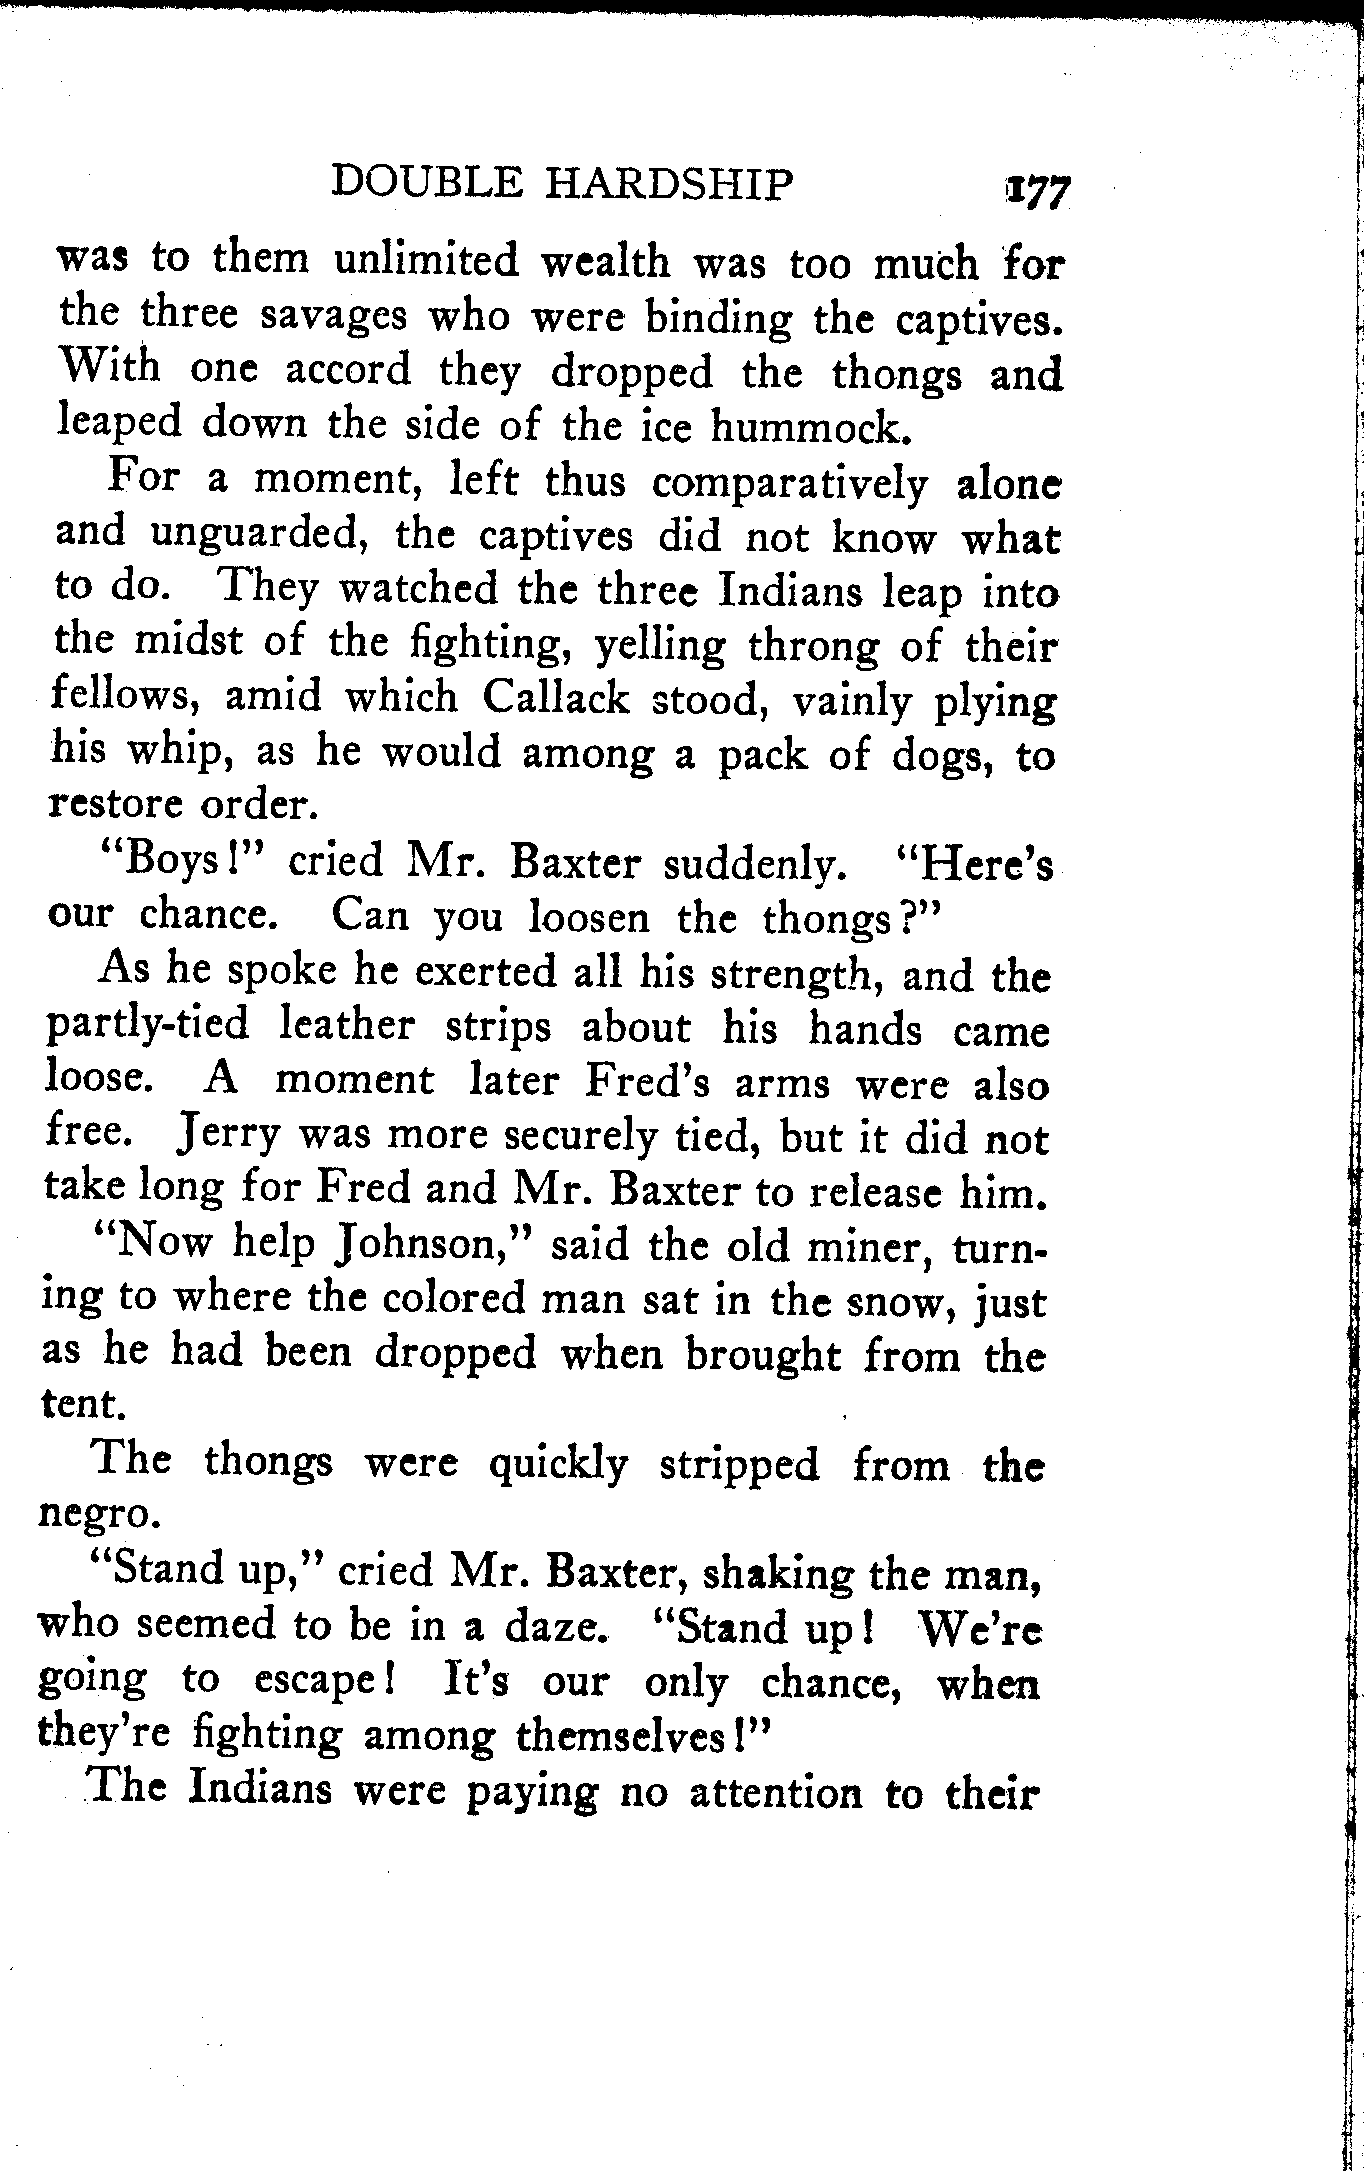 DOUBLE HARDSHIP 177
was to them unlimited wealth was too much for
the three savages who were binding the captives.
With one accord they dropped the thongs and
leaped down the side of the ice hummock.
For a moment, left thus comparatively alone
and unguarded, the captives did not know what
to do. They watched the three Indians leap into
the midst of the fighting, yelling throng of their
fellows, amid which Callack stood, vainly plying
his whip, as he would among a pack of dogs, to
restore order.
"Boys!" cried Mr. Baxter suddenly. "Here's
our chance. Can you loosen the thongs?"
As he spoke he exerted all his strength, and the
partly-tied leather strips about his hands came
loose. A moment later Fred's arms were also
free. Jerry was more securely tied, but it did not
take long for Fred and Mr. Baxter to release him.
"Now help Johnson," said the old miner, turn-
ing to where the colored man sat in the snow, just
as he had been dropped when brought from the
tent.
The thongs were quickly stripped from the
negro.
"Stand up," cried Mr. Baxter, shaking the man,
who seemed to be in a daze. "Stand up! We're
going to escape! It's our only chance, when
they're fighting among themselves!"
The Indians were paying no attention to their